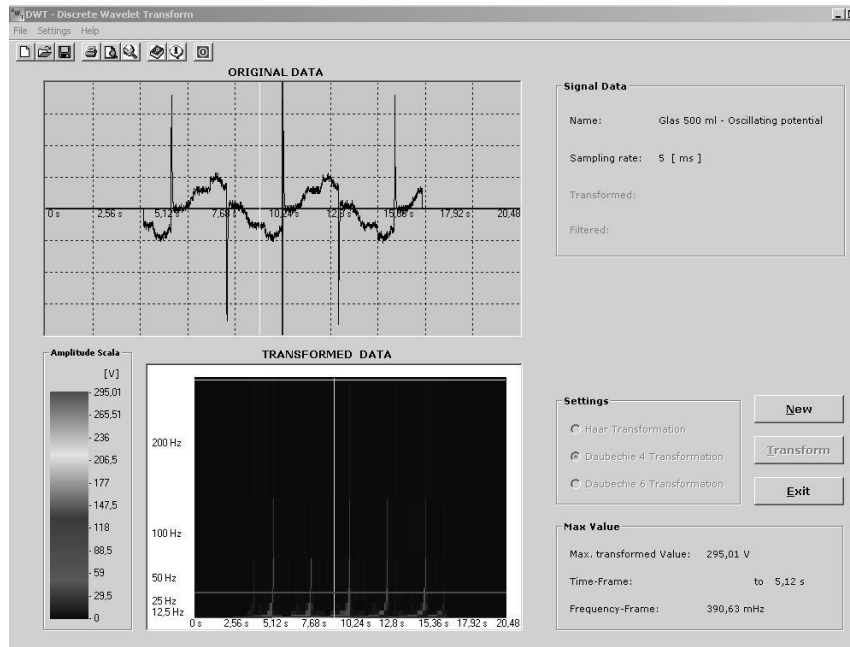 DWT - Discrete Wavelet Transform
File Settings Help
ORIGINAL DATA
0 s 2,56 s 5,12 s 7,68 s 10,24 s 12,8 s 15,36 s 17,92 s 20,48
Signal Data
Name: Glas 500 ml - Oscillating potential
Sampling rate: 5 [ ms ]
Transformed:
Filtered:
Amplitude Scala
[V]
295,01
265,51
236
206,5
177
147,5
118
88,5
59
29,5
0
TRANSFORMED DATA
200 Hz
100 Hz
50 Hz
25 Hz
12,5 Hz
0 s 2,56 s 5,12 s 7,68 s 10,24 s 12,8 s 15,36 s 17,92 s 20,48
Settings
Haar Transformation
Daubechie 4 Transformation
Daubechie 6 Transformation
New
Transform
Exit
Max Value
Max. transformed Value: 295,01 V
Time-Frame: to 5,12 s
Frequency-Frame: 390,63 mHz